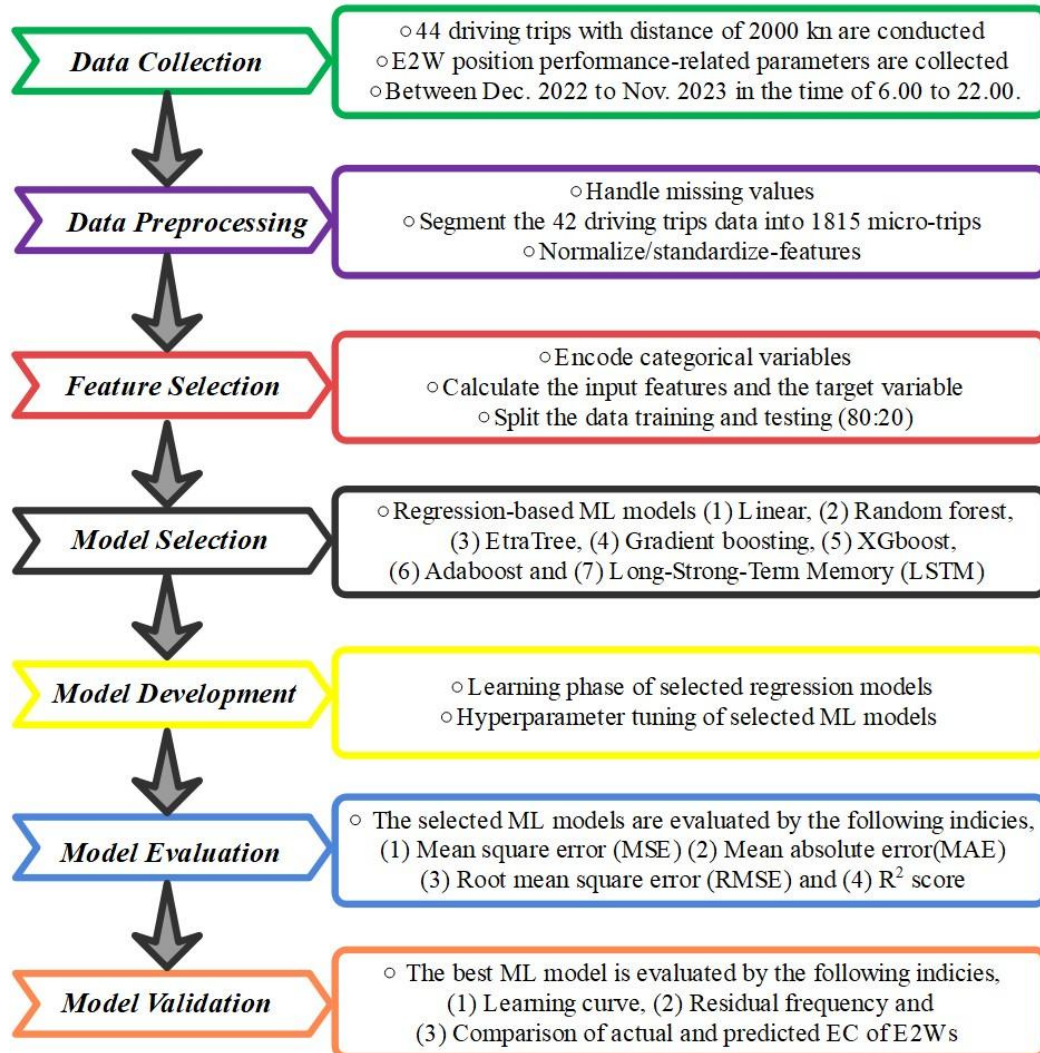 Data Collection
○ 44 driving trips with distance of 2000 kn are conducted
○ E2W position performance-related parameters are collected
○ Between Dec. 2022 to Nov. 2023 in the time of 6.00 to 22.00.
Data Preprocessing
○ Handle missing values
○ Segment the 42 driving trips data into 1815 micro-trips
○ Normalize/standardize-features
Feature Selection
○ Encode categorical variables
○ Calculate the input features and the target variable
○ Split the data training and testing (80:20)
Model Selection
○ Regression-based ML models (1) Linear, (2) Random forest,
(3) EtraTree, (4) Gradient boosting, (5) XGboost,
(6) Adaboost and (7) Long-Strong-Term Memory (LSTM)
Model Development
○ Learning phase of selected regression models
○ Hyperparameter tuning of selected ML models
Model Evaluation
○ The selected ML models are evaluated by the following indicies,
(1) Mean square error (MSE) (2) Mean absolute error(MAE)
(3) Root mean square error (RMSE) and (4) R² score
Model Validation
○ The best ML model is evaluated by the following indicies,
(1) Learning curve, (2) Residual frequency and
(3) Comparison of actual and predicted EC of E2Ws